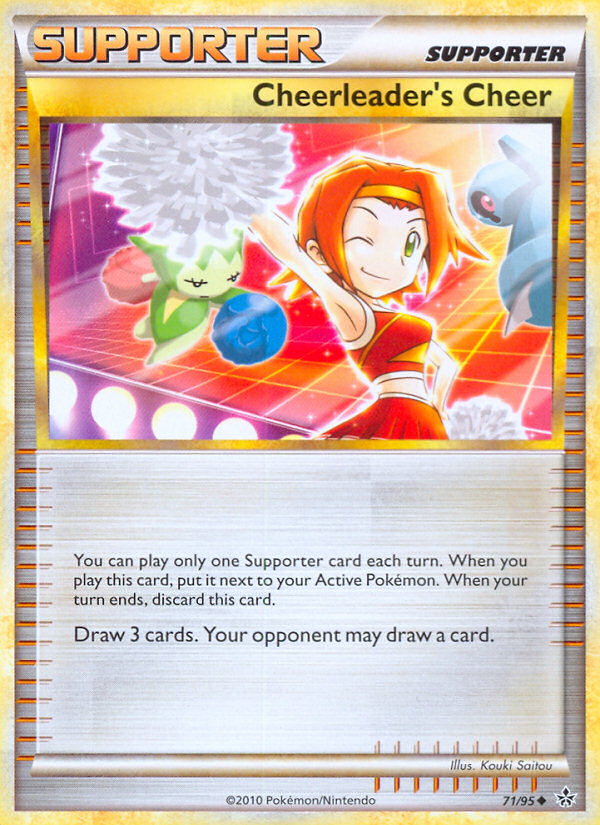 SUPPORTER
SUPPORTER
Cheerleader's Cheer
You can play only one Supporter card each turn. When you
play this card, put it next to your Active Pokémon. When your
turn ends, discard this card.
Draw 3 cards. Your opponent may draw a card.
Illus. Kouki Saitou
©2010 Pokémon/Nintendo
71/95